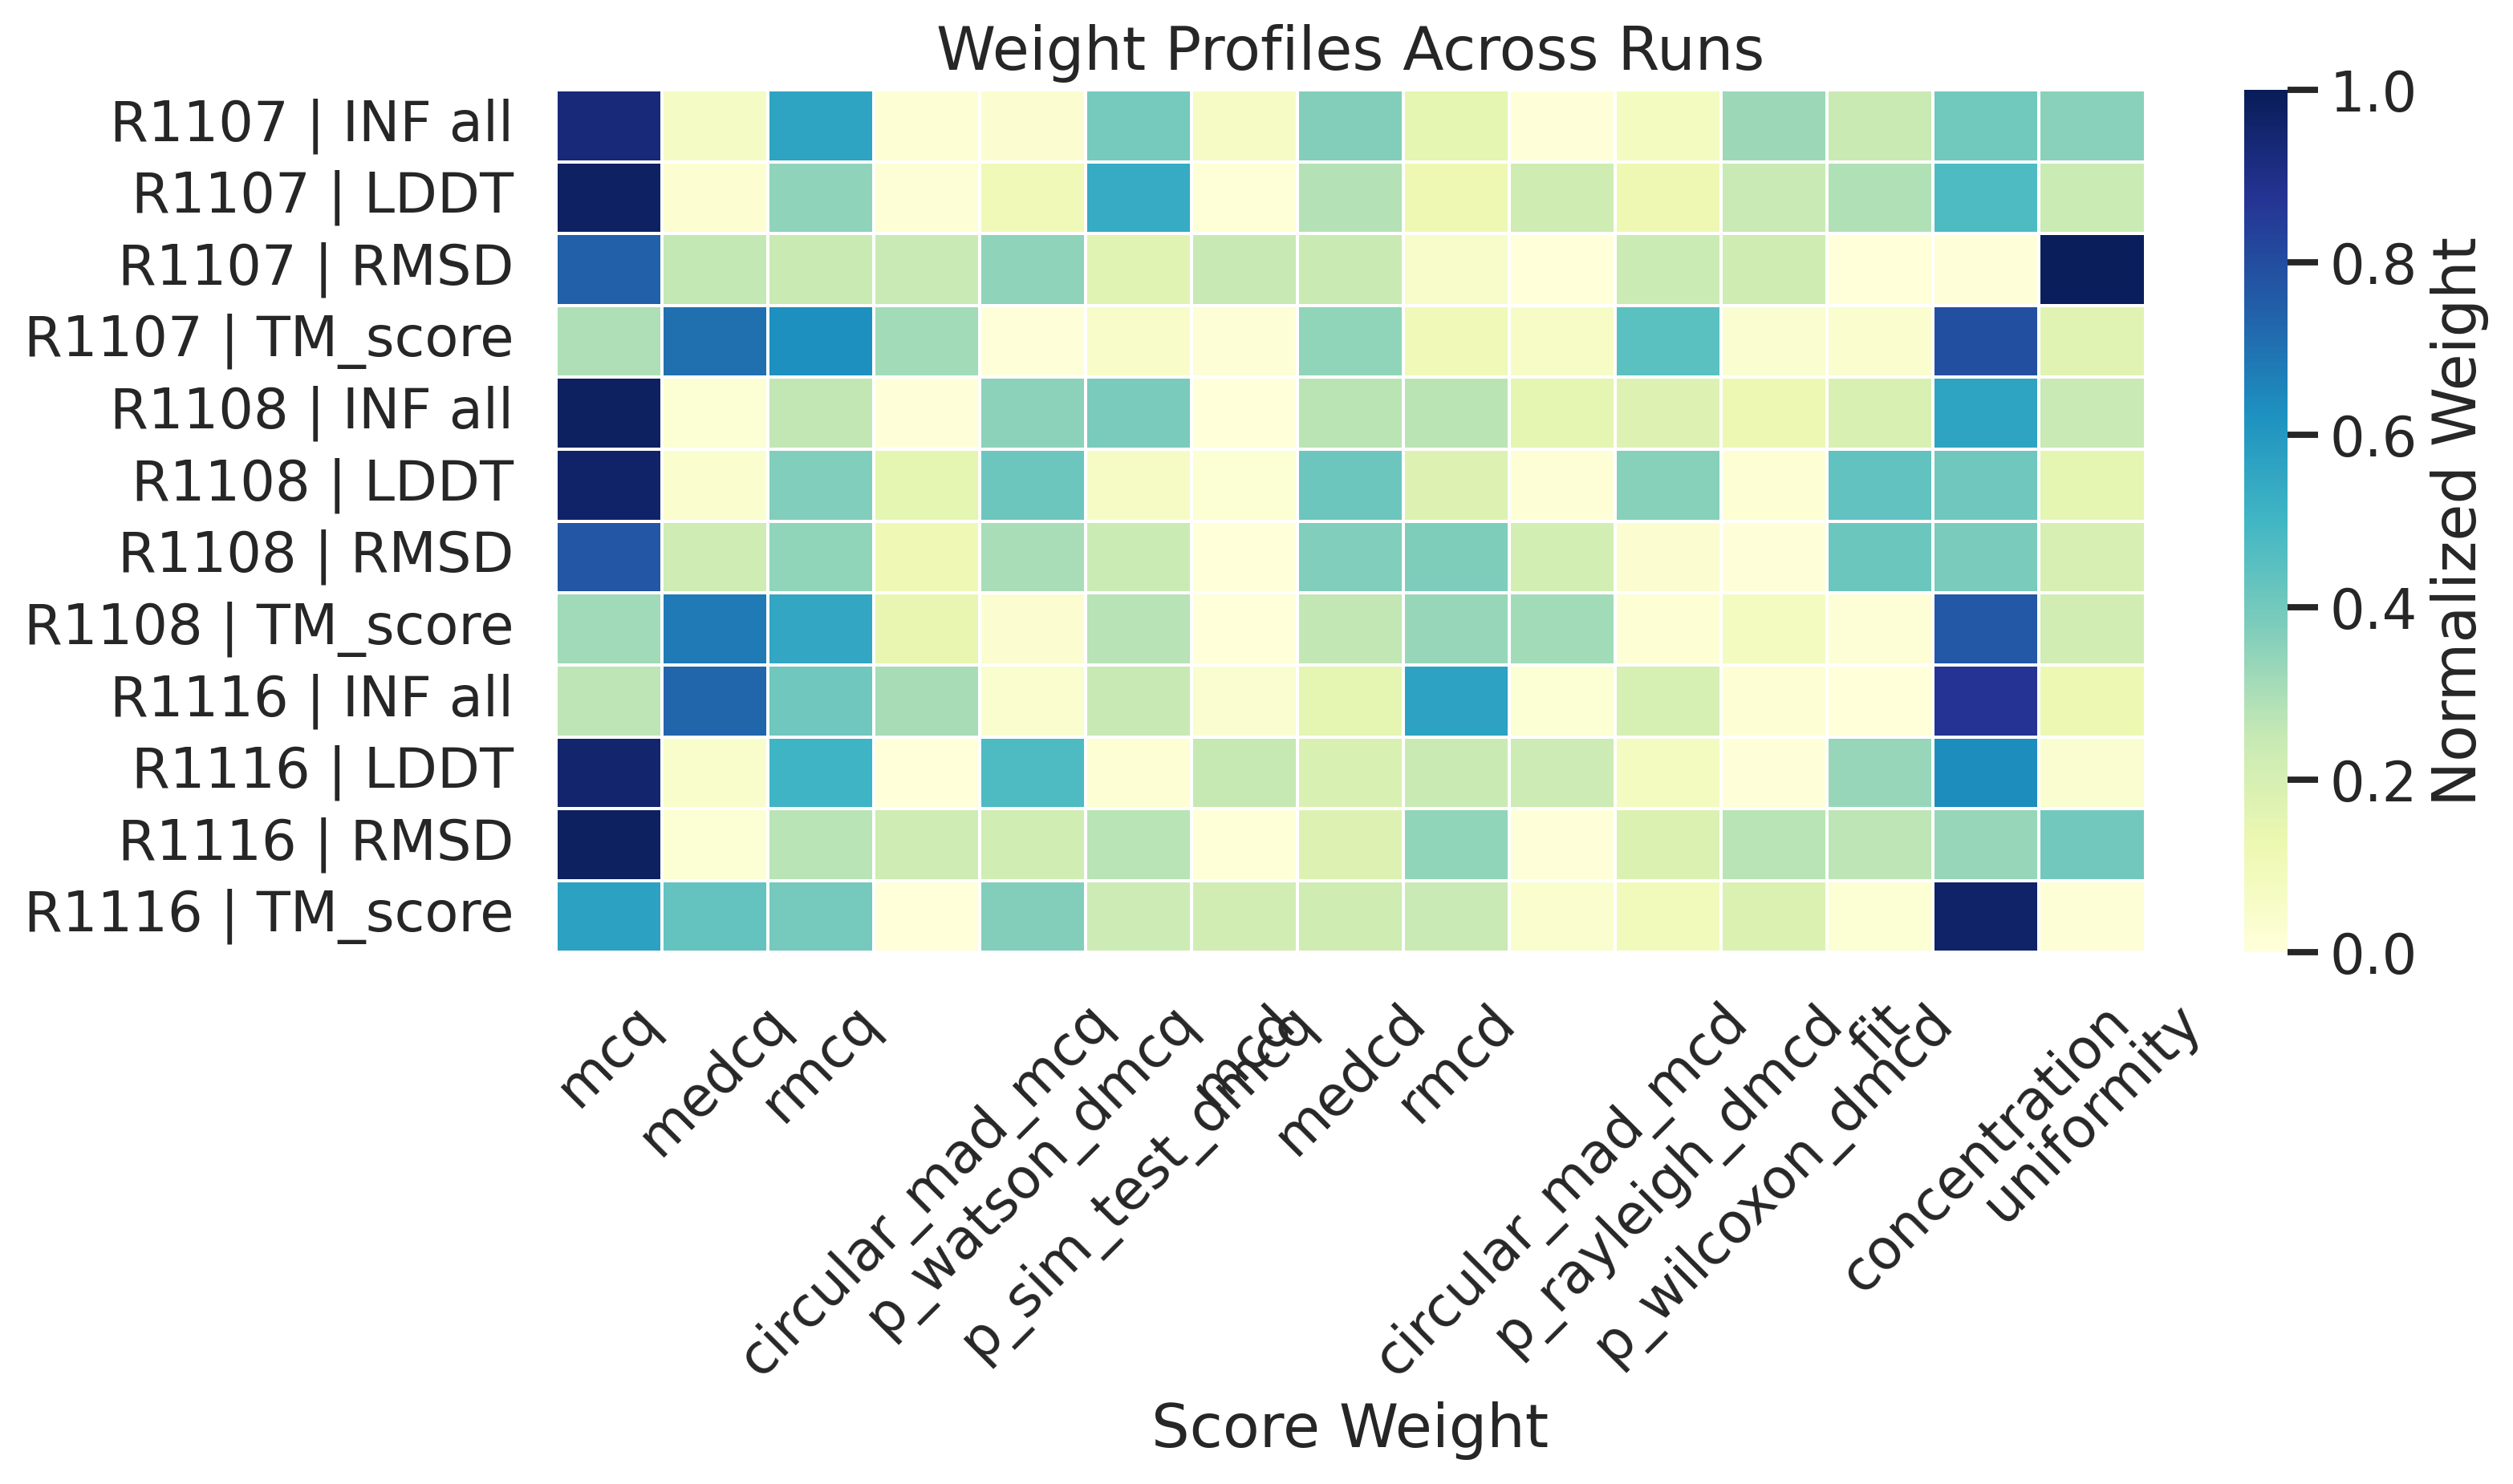 Weight Profiles Across Runs
R1107 | INF all
R1107 | LDDT
R1107 | RMSD
R1107 | TM_score
R1108 | INF all
R1108 | LDDT
R1108 | RMSD
R1108 | TM_score
R1116 | INF all
R1116 | LDDT
R1116 | RMSD
R1116 | TM_score
mcq
medcq
rmcq
circular_mad_mcq
p_watson_dmcq
p_sim_test_dmcq
mcd
medcd
rmcd
circular_mad_mcd
p_rayleigh_dmcd
p_wilcoxon_dmcd
fit
concentration
uniformity
Score Weight
1.0
0.8
0.6
0.4
0.2
0.0
Normalized Weight